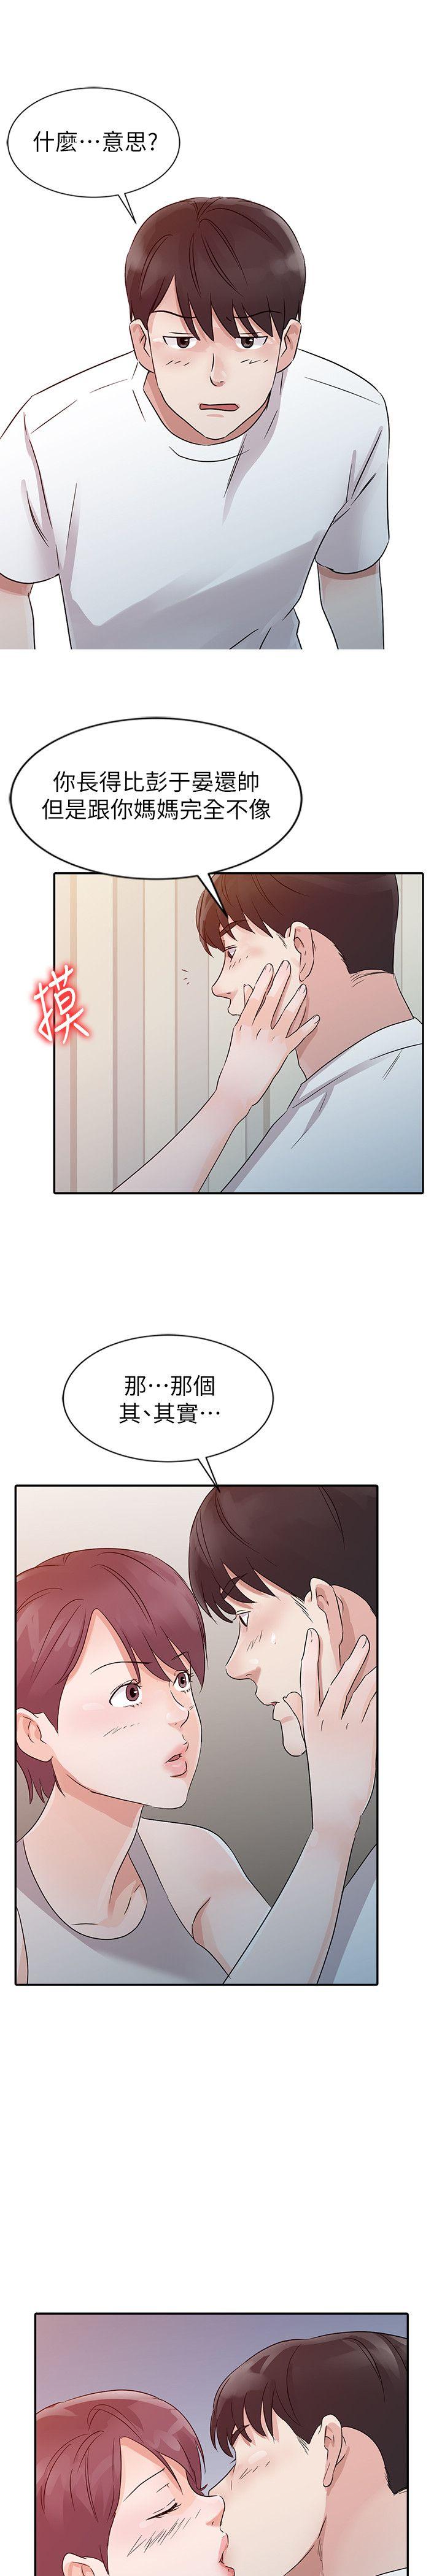 什麼⋯意思?
你長得比彭于晏還帥
但是跟你媽媽完全不像
摸
那⋯那個
其、其實⋯